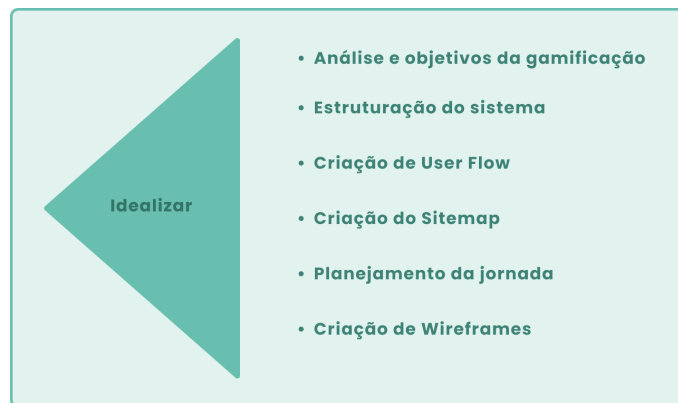 Idealizar
• Análise e objetivos da gamificação
• Estruturação do sistema
• Criação de User Flow
• Criação do Sitemap
• Planejamento da jornada
• Criação de Wireframes